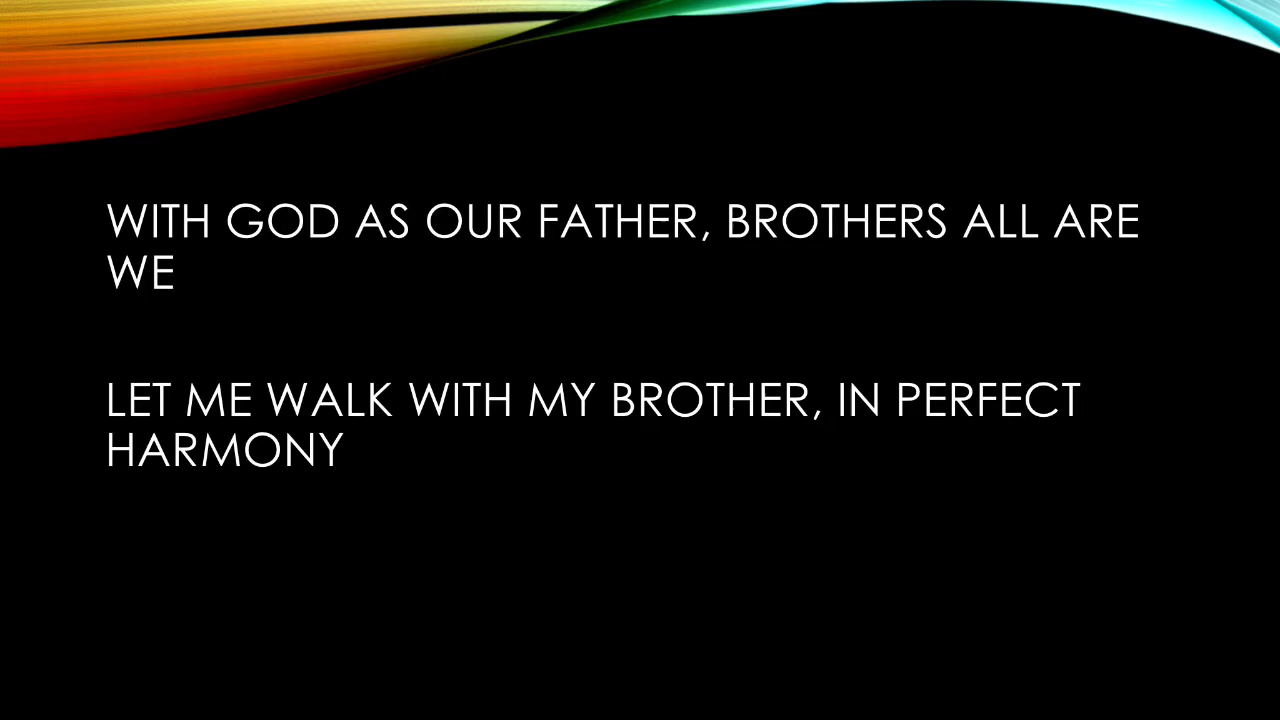 WITH GOD AS OUR FATHER, BROTHERS ALL ARE
WE
LET ME WALK WITH MY BROTHER, IN PERFECT
HARMONY